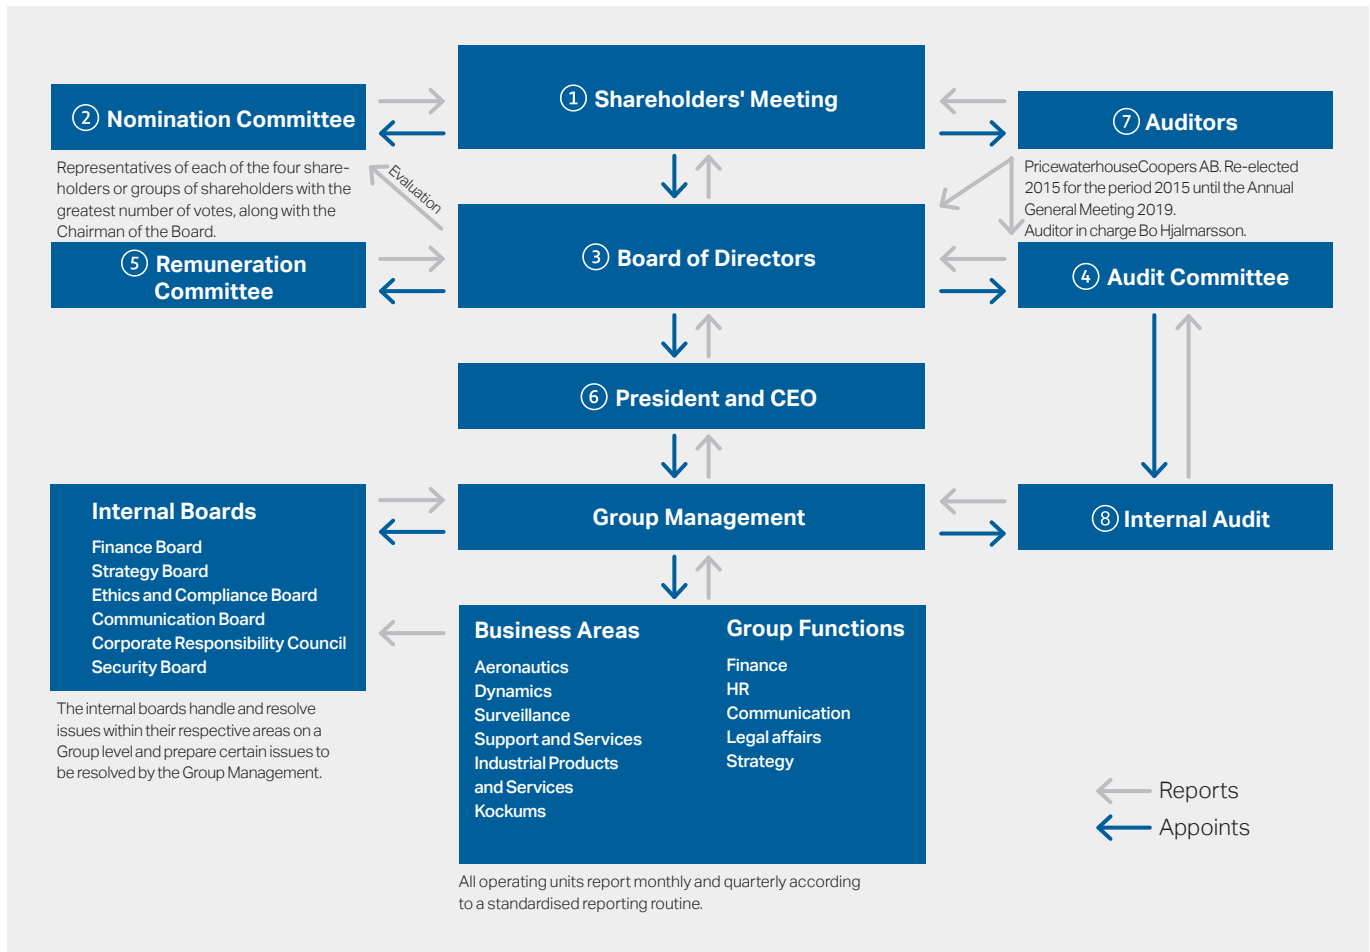 ① Shareholders' Meeting
② Nomination Committee
Representatives of each of the four share-
holders or groups of shareholders with the
greatest number of votes, along with the
Chairman of the Board.
⑦ Auditors
PricewaterhouseCoopers AB. Re-elected
2015 for the period 2015 until the Annual
General Meeting 2019.
Auditor in charge Bo Hjalmarsson.
Evaluation
③ Board of Directors
⑤ Remuneration
Committee
④ Audit Committee
⑥ President and CEO
Group Management
⑧ Internal Audit
Internal Boards
Finance Board
Strategy Board
Ethics and Compliance Board
Communication Board
Corporate Responsibility Council
Security Board
The internal boards handle and resolve
issues within their respective areas on a
Group level and prepare certain issues to
be resolved by the Group Management.
Business Areas
Aeronautics
Dynamics
Surveillance
Support and Services
Industrial Products
and Services
Kockums
Group Functions
Finance
HR
Communication
Legal affairs
Strategy
All operating units report monthly and quarterly according
to a standardised reporting routine.
Reports
Appoints